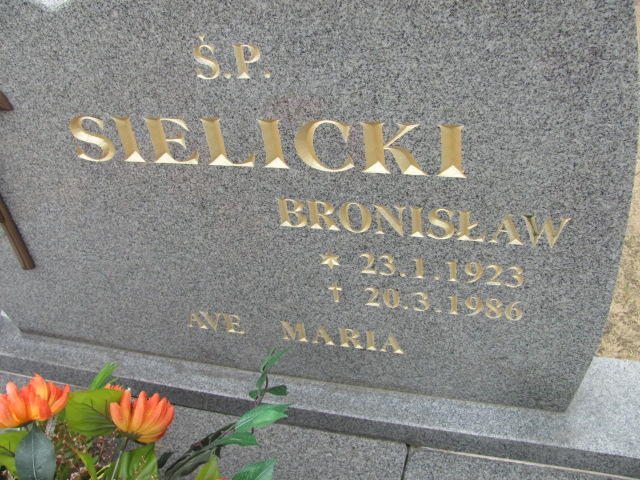 Ś.P.
SIELICKI
BRONISŁAW
* 23.1.1923
† 20.3.1986
AVE MARIA